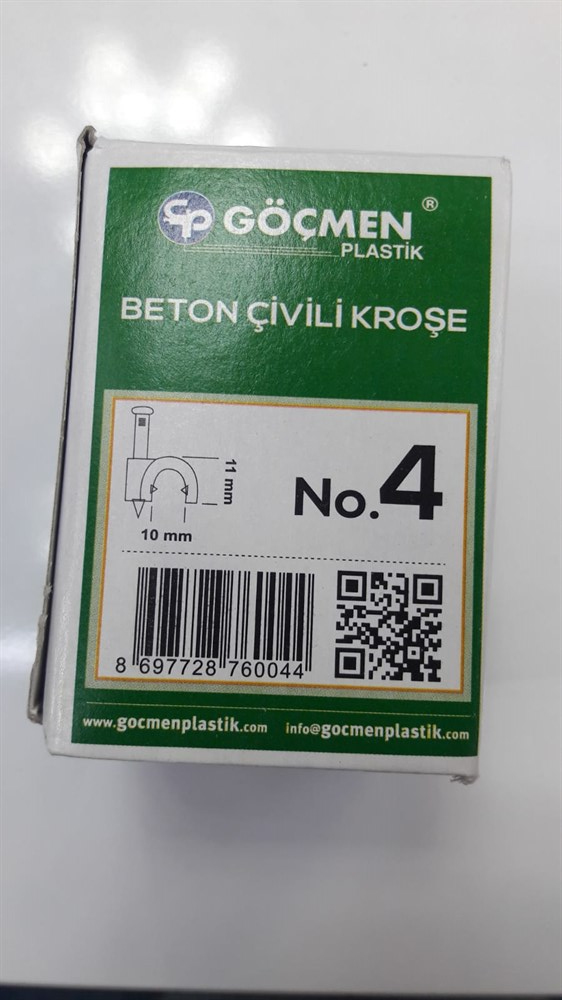 GP GÖÇMEN ®
PLASTİK
BETON ÇİVİLİ KROŞE
11 mm
10 mm
No.4
8 697728 760044
www.gocmenplastik.com info@gocmenplastik.com